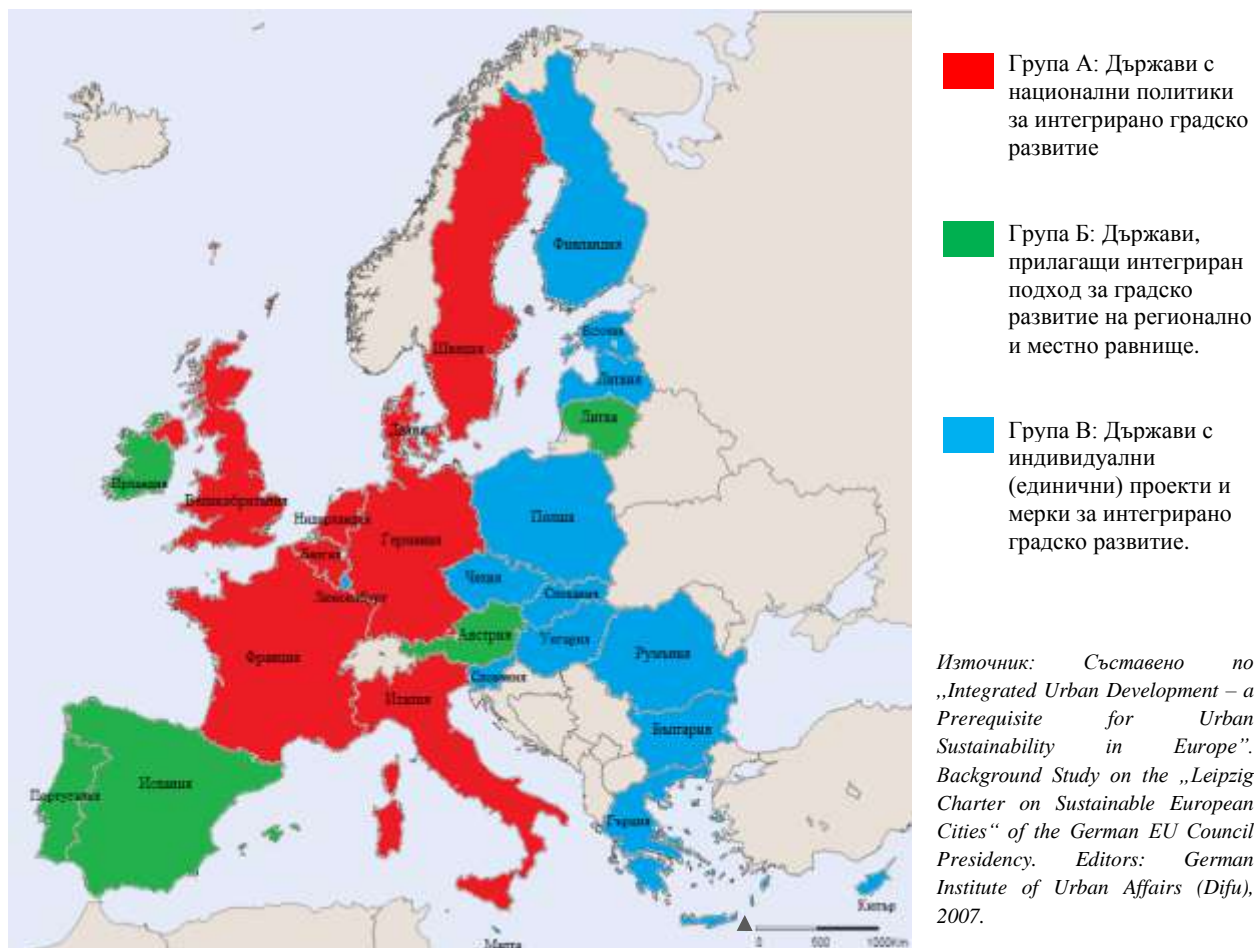 Финландия
Естония
Швеция
Латвия
Литва
Дания
Ирландия
Великобритания
Нидерландия
Полша
Германия
Белгия
Чехия
Люксембург
Словакия
Австрия
Унгария
Франция
Румъния
Словения
Италия
България
Испания
Португалия
Гърция
Кипър
Малта
0 500 1000Km
Група А: Държави с
национални политики
за интегрирано градско
развитие
Група Б: Държави,
прилагащи интегриран
подход за градско
развитие на регионално
и местно равнище.
Група В: Държави с
индивидуални
(единични) проекти и
мерки за интегрирано
градско развитие.
Източник: Съставено по
„Integrated Urban Development – a
Prerequisite for Urban
Sustainability in Europe”.
Background Study on the „Leipzig
Charter on Sustainable European
Cities“ of the German EU Council
Presidency. Editors: German
Institute of Urban Affairs (Difu),
2007.